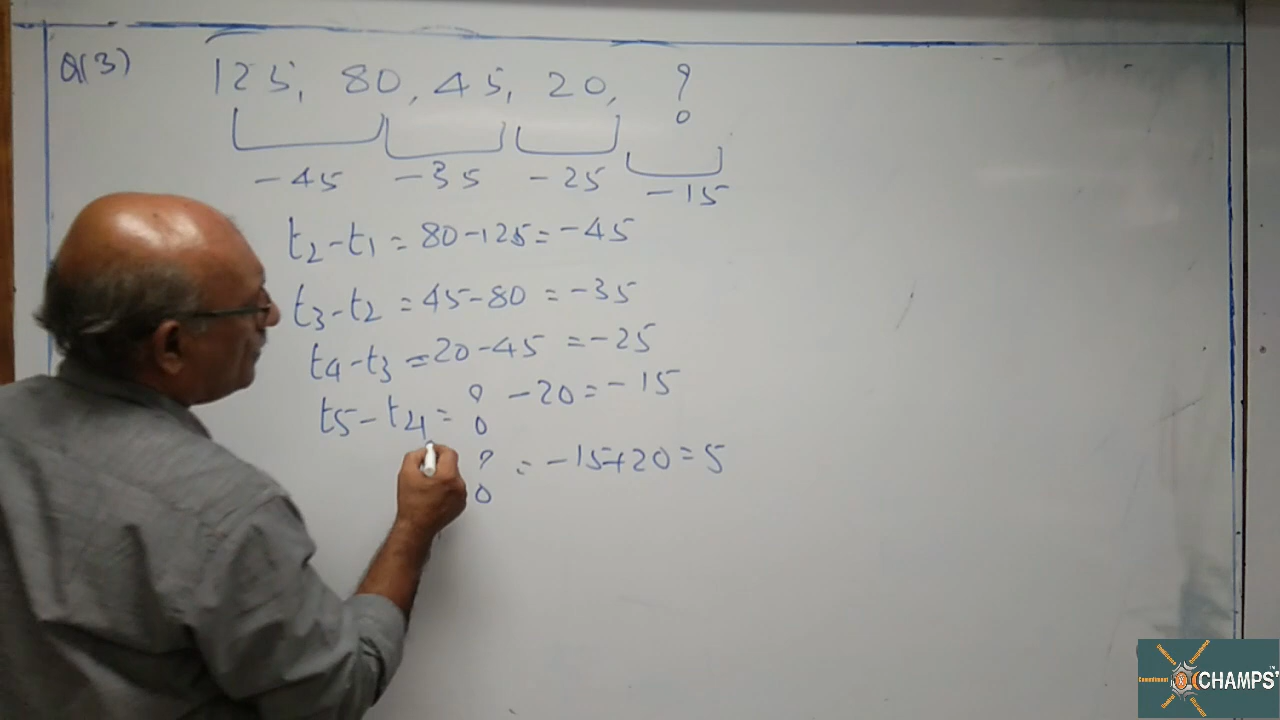 Q(3) 125, 80, 45, 20, ?
-45 -35 -25 -15
t2-t1 = 80-125 = -45
t3-t2 = 45-80 = -35
t4-t3 = 20-45 = -25
t5-t4 = ? -20 = -15
? = -15+20 = 5
Commitment CHAMPS